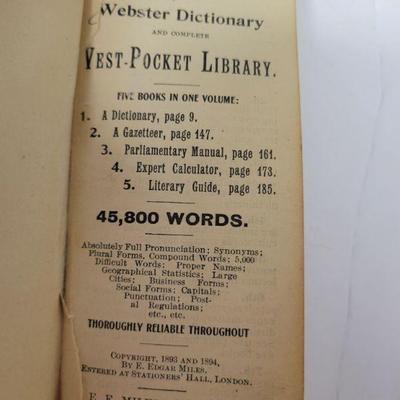 Webster Dictionary
AND COMPLETE
VEST-POCKET LIBRARY.
FIVE BOOKS IN ONE VOLUME:
1. A Dictionary, page 9.
2. A Gazetteer, page 147.
3. Parliamentary Manual, page 161.
4. Expert Calculator, page 173.
5. Literary Guide, page 185.
45,800 WORDS.
Absolutely Full Pronunciation; Synonyms;
Plural Forms, Compound Words; 5,000
Difficult Words; Proper Names;
Geographical Statistics; Large
Cities; Business Forms;
Social Forms; Capitals;
Punctuation; Post-
al Regulations;
etc., etc.
THOROUGHLY RELIABLE THROUGHOUT
COPYRIGHT, 1893 AND 1894,
BY E. EDGAR MILES.
ENTERED AT STATIONERS' HALL, LONDON.